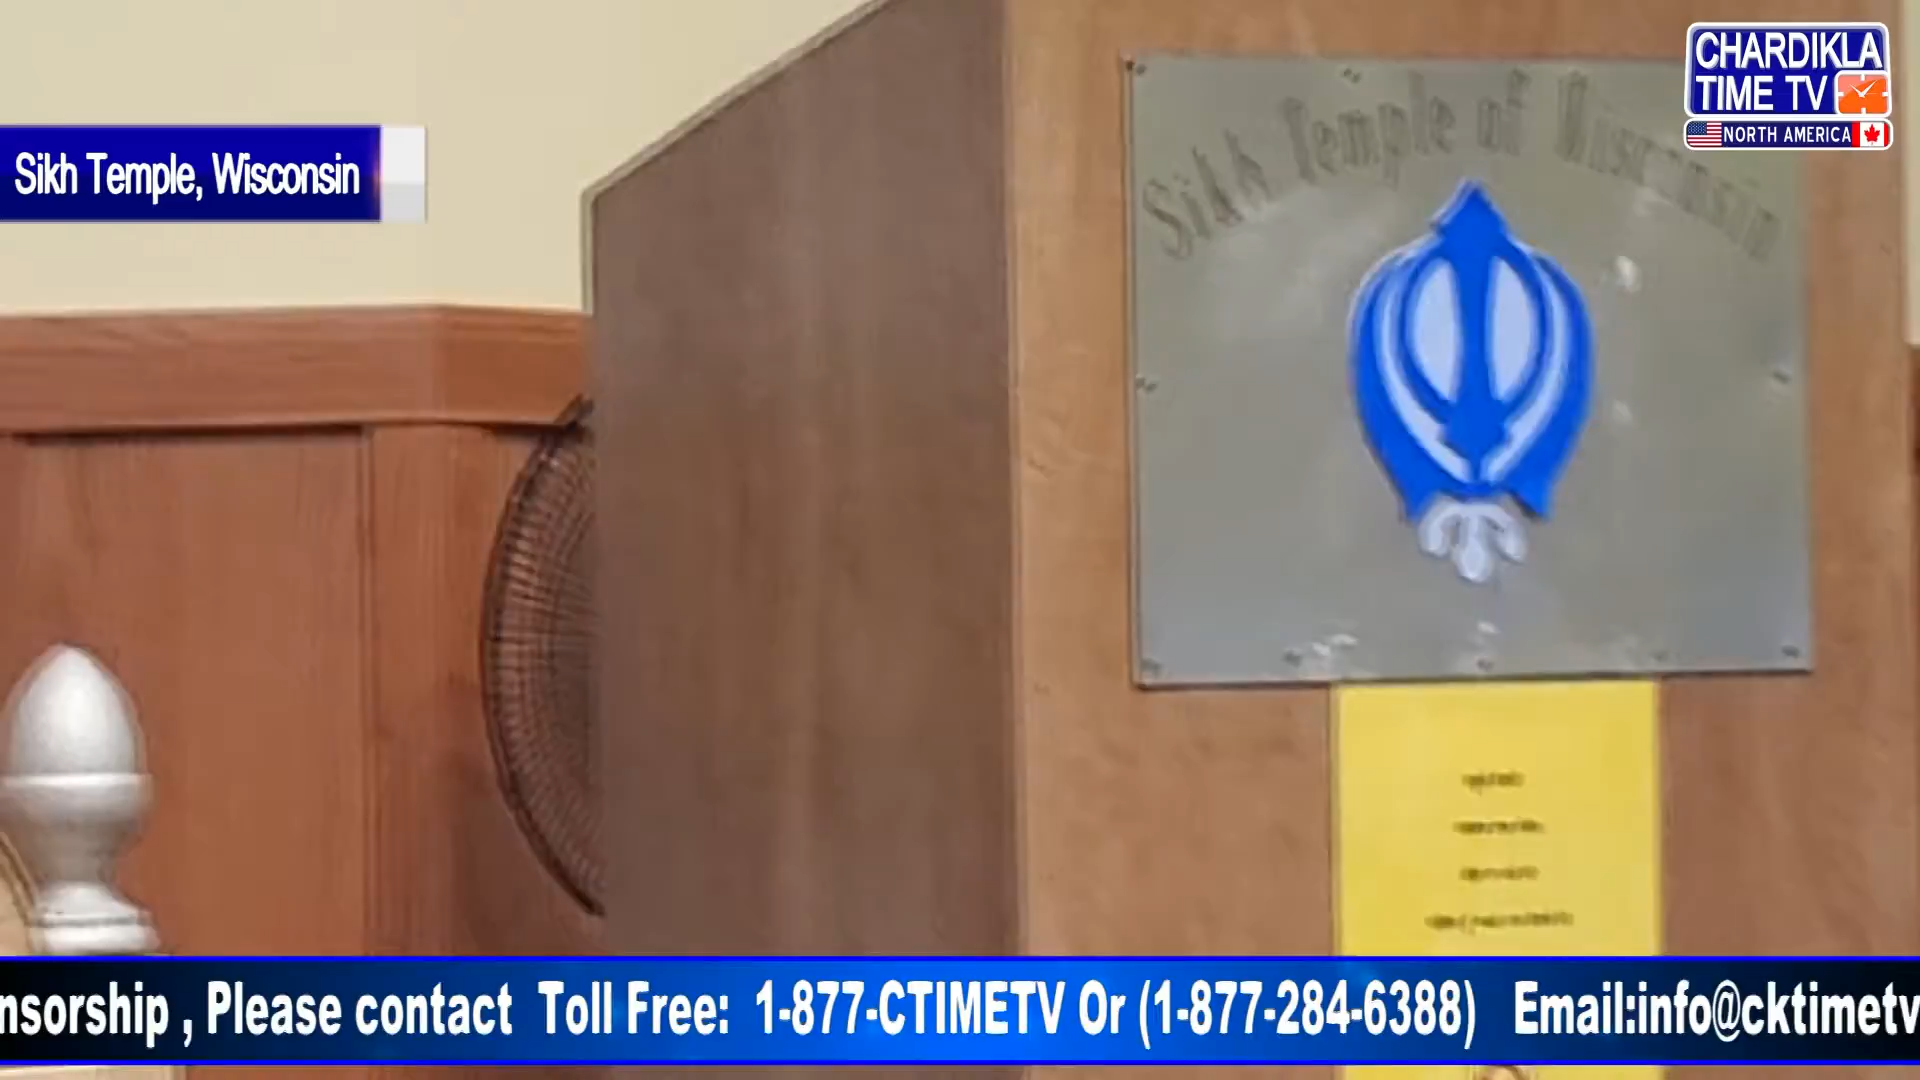 CHARDIKLA
TIME TV
NORTH AMERICA
Sikh Temple, Wisconsin
Sikh Temple of Wisconsin
nsorship , Please contact Toll Free: 1-877-CTIMETV Or (1-877-284-6388) Email:info@cktimetv